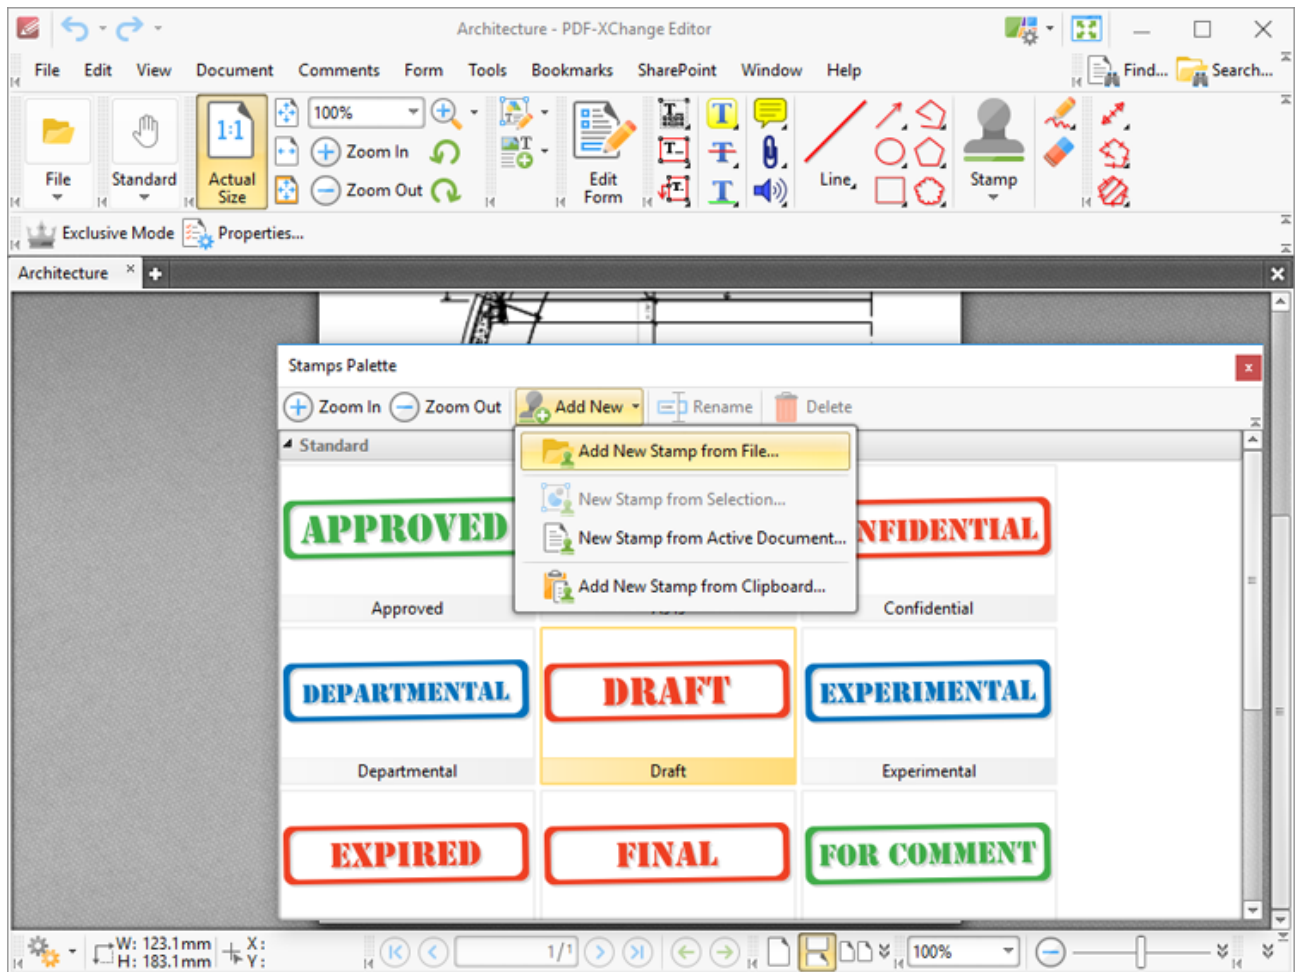 Architecture - PDF-XChange Editor
File Edit View Document Comments Form Tools Bookmarks SharePoint Window Help
Find... Search...
1:1 100%
Zoom In
File Standard Actual Size Zoom Out Edit Form Line Stamp
Exclusive Mode Properties...
Architecture
Stamps Palette
Zoom In Zoom Out Add New Rename Delete
Standard
Add New Stamp from File...
New Stamp from Selection...
New Stamp from Active Document...
Add New Stamp from Clipboard...
APPROVED NFIDENTIAL
Approved Confidential
DEPARTMENTAL DRAFT EXPERIMENTAL
Departmental Draft Experimental
EXPIRED FINAL FOR COMMENT
W: 123.1mm X:
H: 183.1mm Y:
1/1 100%